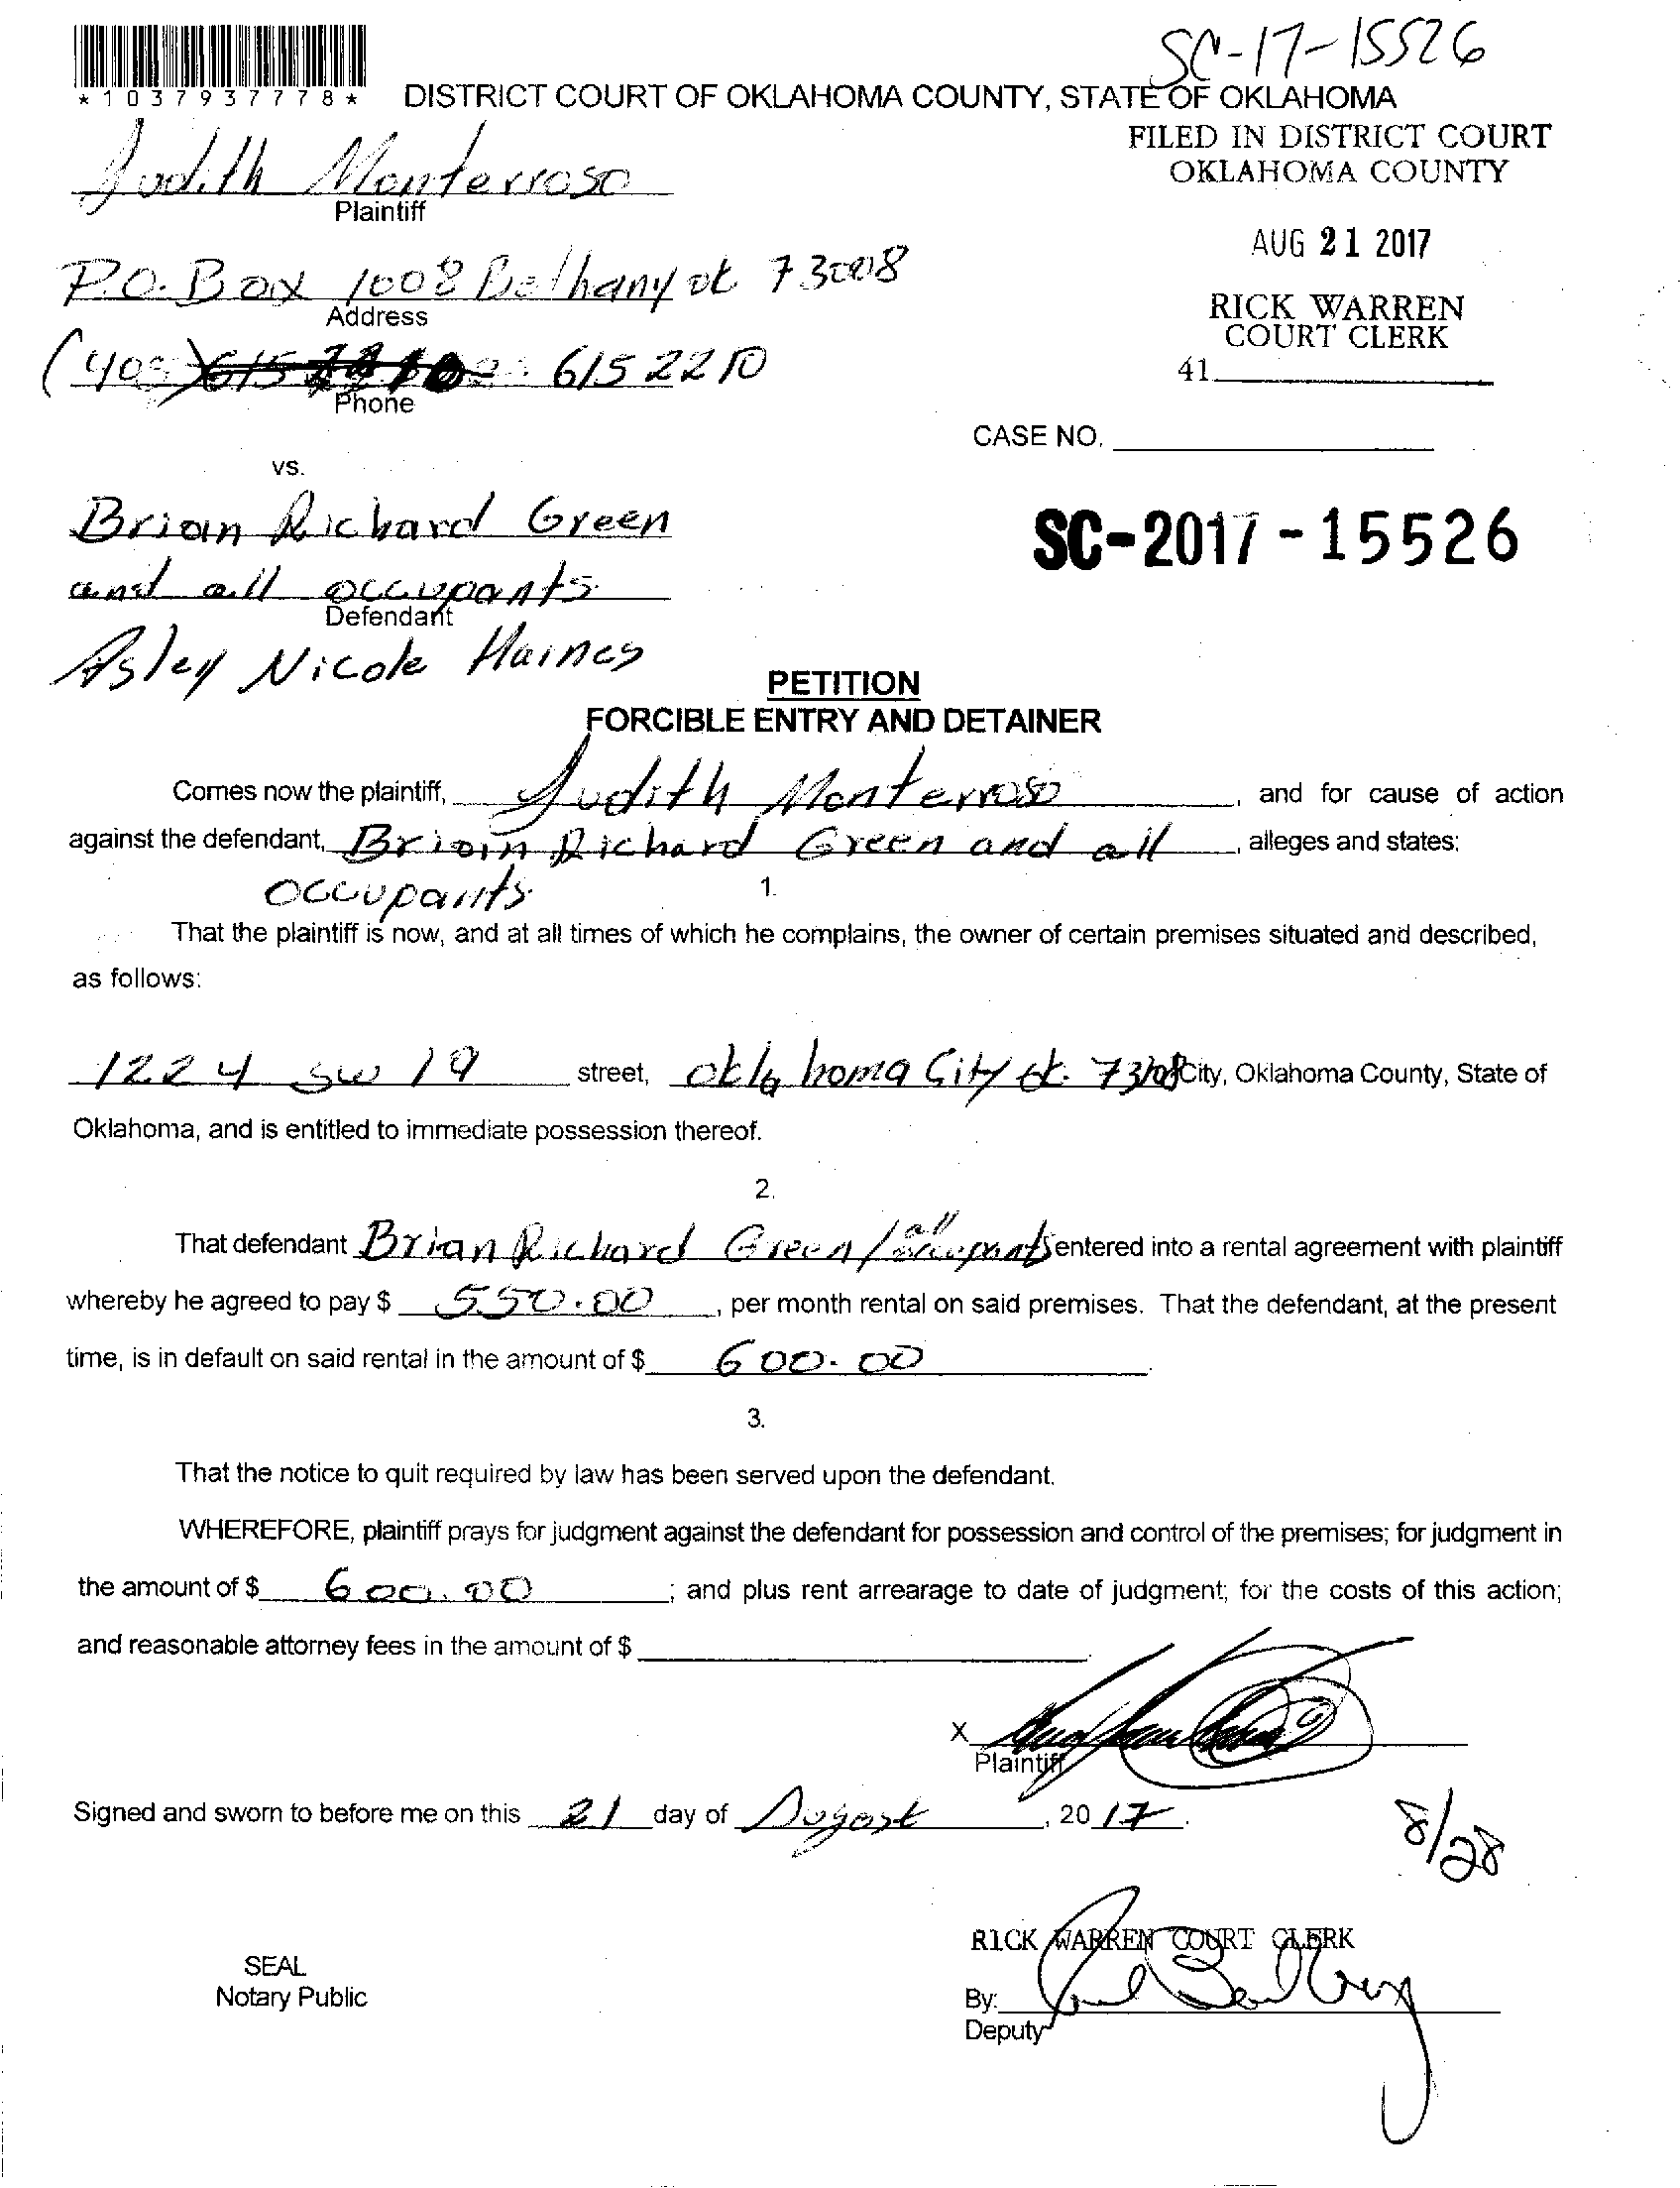 SC-17-15526
*1037937778*
DISTRICT COURT OF OKLAHOMA COUNTY, STATE OF OKLAHOMA
FILED IN DISTRICT COURT
OKLAHOMA COUNTY
Judith Monterroso
Plaintiff
AUG 21 2017
P.O. Box 1008 Bethany ok 73008
Address
RICK WARREN
COURT CLERK
(405) 615 2210
Phone
41
CASE NO.
vs.
Brian Richard Green
SC-2017-15526
and all occupants
Defendant
Asley Nicole Haines
PETITION
FORCIBLE ENTRY AND DETAINER
Comes now the plaintiff, Judith Monterroso, and for cause of action
against the defendant, Brian Richard Green and all, alleges and states:
occupants
1.
That the plaintiff is now, and at all times of which he complains, the owner of certain premises situated and described,
as follows:
1224 SW 19 street, oklahoma City ok. 73108 City, Oklahoma County, State of
Oklahoma, and is entitled to immediate possession thereof.
2.
That defendant Brian Richard Green / all occupants entered into a rental agreement with plaintiff
whereby he agreed to pay $ 550.00, per month rental on said premises. That the defendant, at the present
time, is in default on said rental in the amount of $ 600.00.
3.
That the notice to quit required by law has been served upon the defendant.
WHEREFORE, plaintiff prays for judgment against the defendant for possession and control of the premises; for judgment in
the amount of $ 600.00; and plus rent arrearage to date of judgment; for the costs of this action;
and reasonable attorney fees in the amount of $
X
Plaintiff
Signed and sworn to before me on this 21 day of August, 2017.
8/28
RICK WARREN COURT CLERK
SEAL
Notary Public
By:
Deputy